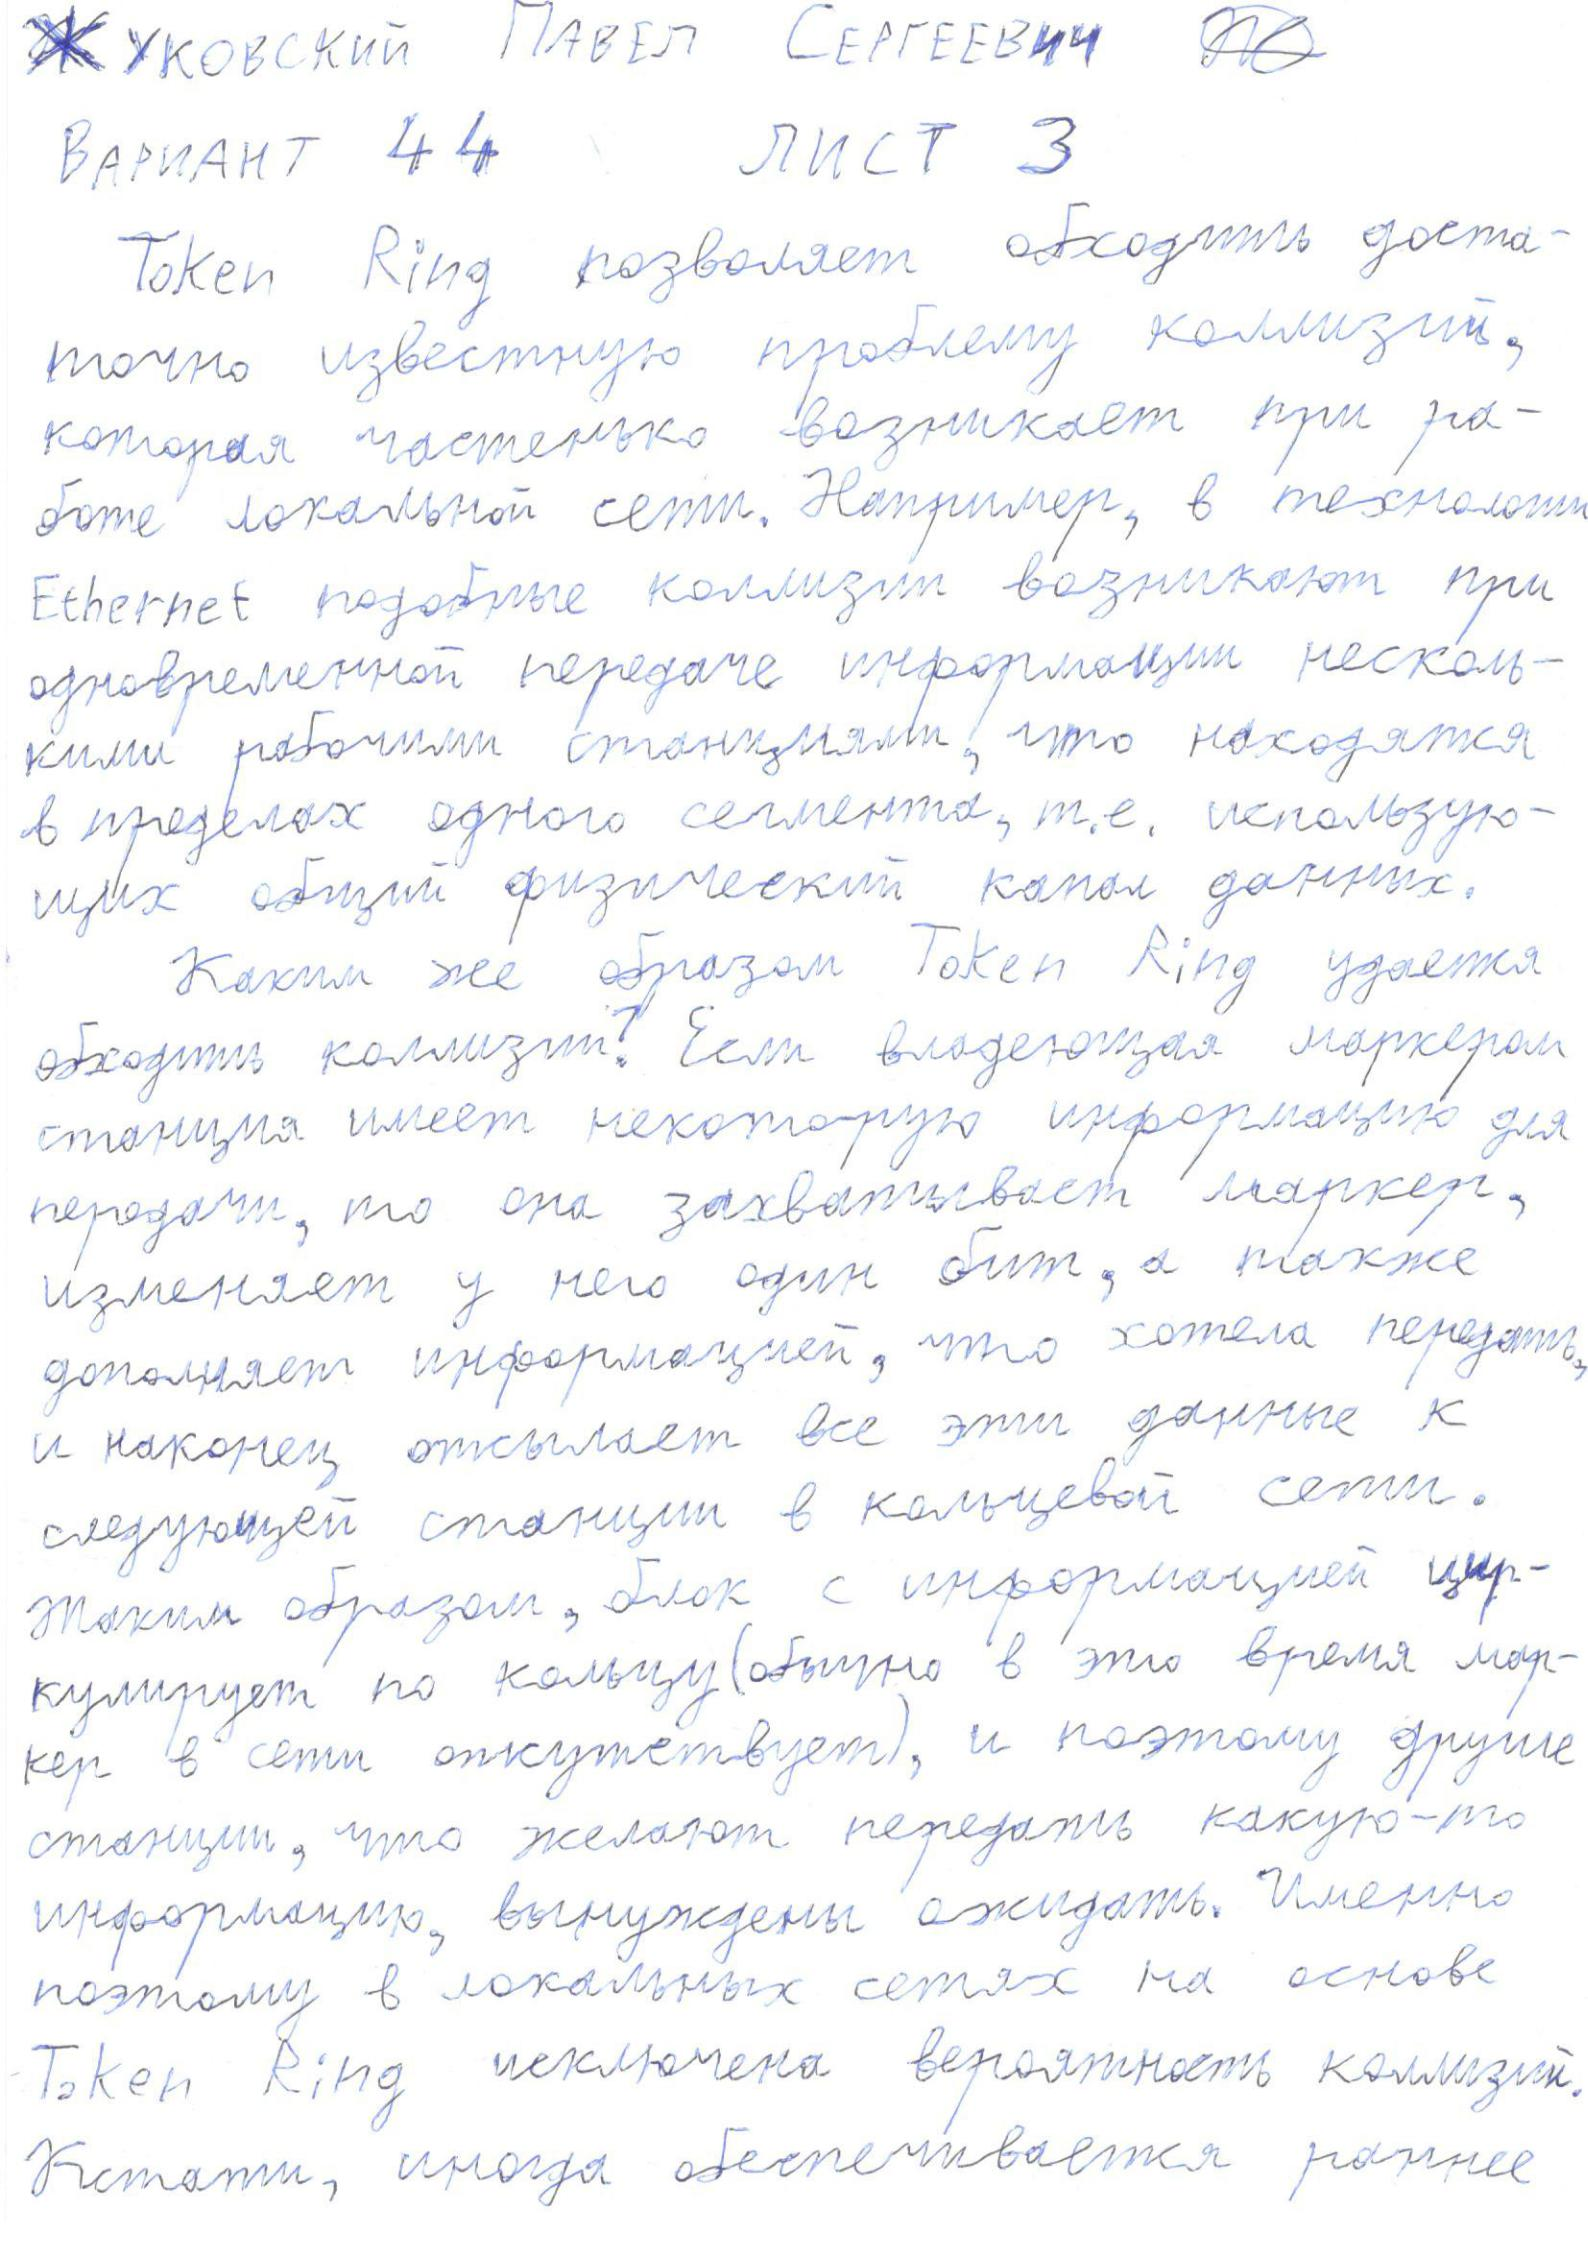 Жуковский Павел Сергеевич
Вариант 44 лист 3
Token Ring позволяет обходить доста-
точно известную проблему коллизий,
которая частенько возникает при ра-
боте локальной сети. Например, в технологии
Ethernet подобные коллизии возникают при
одновременной передаче информации несколь-
кими рабочими станциями, что находятся
в пределах одного сегмента, т.е. использую-
щих общий физический канал данных.
Каким же образом Token Ring удается
обходить коллизии? Если владеющая маркером
станция имеет некоторую информацию для
передачи, то она захватывает маркер,
изменяет у него один бит, а также
дополняет информацией, что хотела передать,
и наконец отсылает все эти данные к
следующей станции в кольцевой сети.
Таким образом, блок с информацией цир-
кулирует по кольцу (обычно в это время мар-
кер в сети отсутствует), и поэтому другие
станции, что желают передать какую-то
информацию, вынуждены ожидать. Именно
поэтому в локальных сетях на основе
Token Ring исключена вероятность коллизий.
Кстати, иногда обеспечивается раннее